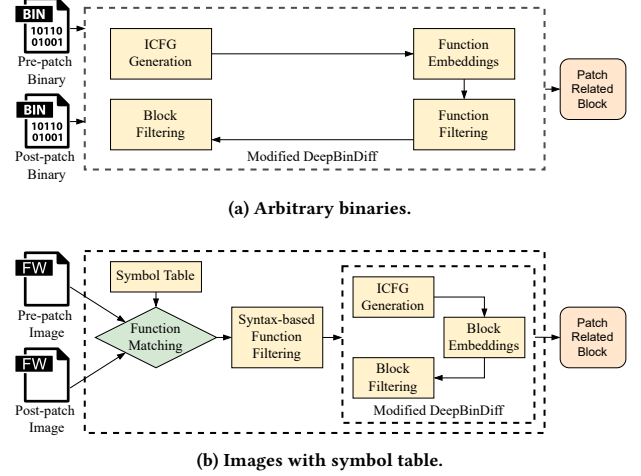 BIN
10110
01001
Pre-patch
Binary
BIN
10110
01001
Post-patch
Binary
ICFG
Generation
Function
Embeddings
Block
Filtering
Function
Filtering
Modified DeepBinDiff
Patch
Related
Block
(a) Arbitrary binaries.
FW
Pre-patch
Image
FW
Post-patch
Image
Symbol Table
Function
Matching
Syntax-based
Function
Filtering
ICFG
Generation
Block
Embeddings
Block
Filtering
Modified DeepBinDiff
Patch
Related
Block
(b) Images with symbol table.